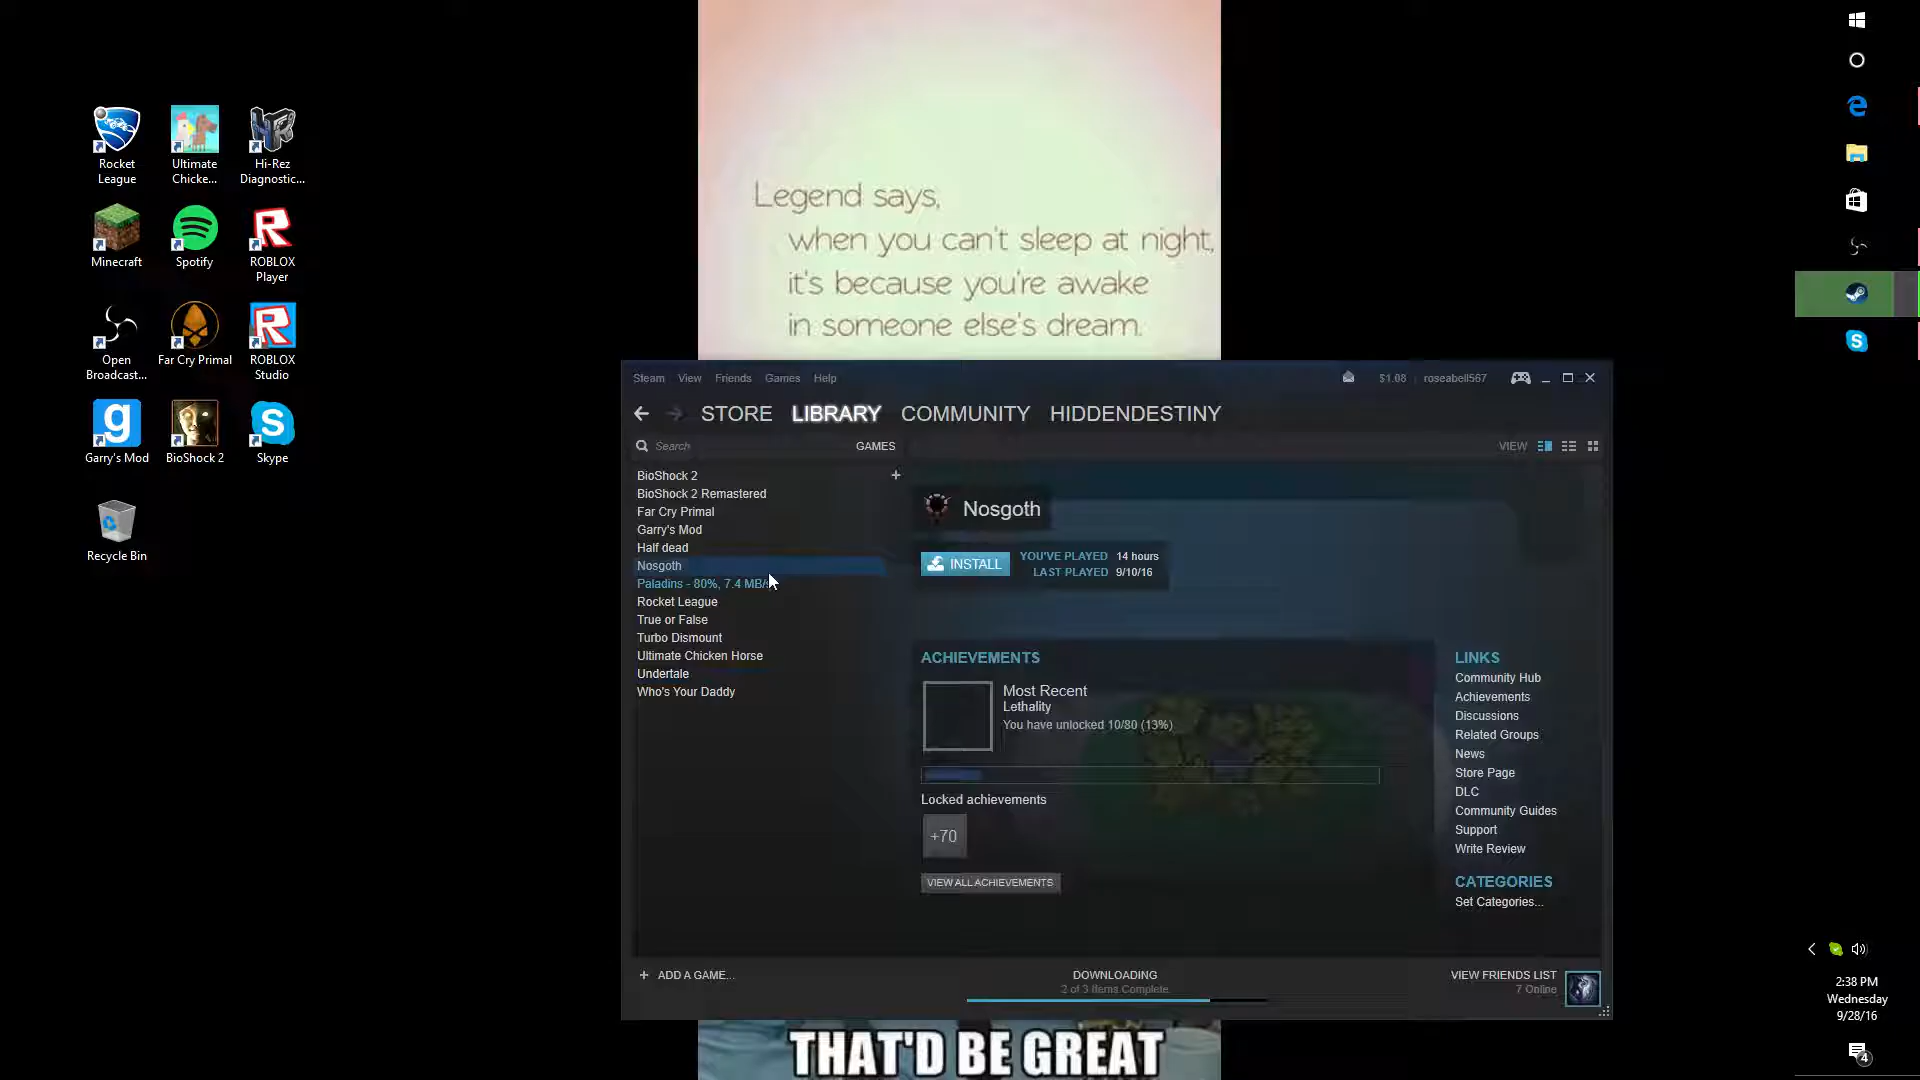 Rocket
League
Ultimate
Chicke...
Hi-Rez
Diagnostic...
Minecraft
Spotify
ROBLOX
Player
Open
Broadcast...
Far Cry Primal
ROBLOX
Studio
Garry's Mod
BioShock 2
Skype
Recycle Bin
Legend says,
when you can't sleep at night,
it's because you're awake
in someone else's dream.
Steam View Friends Games Help
$1.08 roseabell567
STORE LIBRARY COMMUNITY HIDDENDESTINY
Search GAMES VIEW
BioShock 2
BioShock 2 Remastered
Far Cry Primal
Garry's Mod
Half dead
Nosgoth
Paladins - 80%, 7.4 MB/s
Rocket League
True or False
Turbo Dismount
Ultimate Chicken Horse
Undertale
Who's Your Daddy
Nosgoth
INSTALL
YOU'VE PLAYED 14 hours
LAST PLAYED 9/10/16
ACHIEVEMENTS
Most Recent
Lethality
You have unlocked 10/80 (13%)
Locked achievements
+70
VIEW ALL ACHIEVEMENTS
LINKS
Community Hub
Achievements
Discussions
Related Groups
News
Store Page
DLC
Community Guides
Support
Write Review
CATEGORIES
Set Categories...
+ ADD A GAME...
DOWNLOADING
2 of 3 Items Complete
VIEW FRIENDS LIST
7 Online
THAT'D BE GREAT
2:38 PM
Wednesday
9/28/16
4